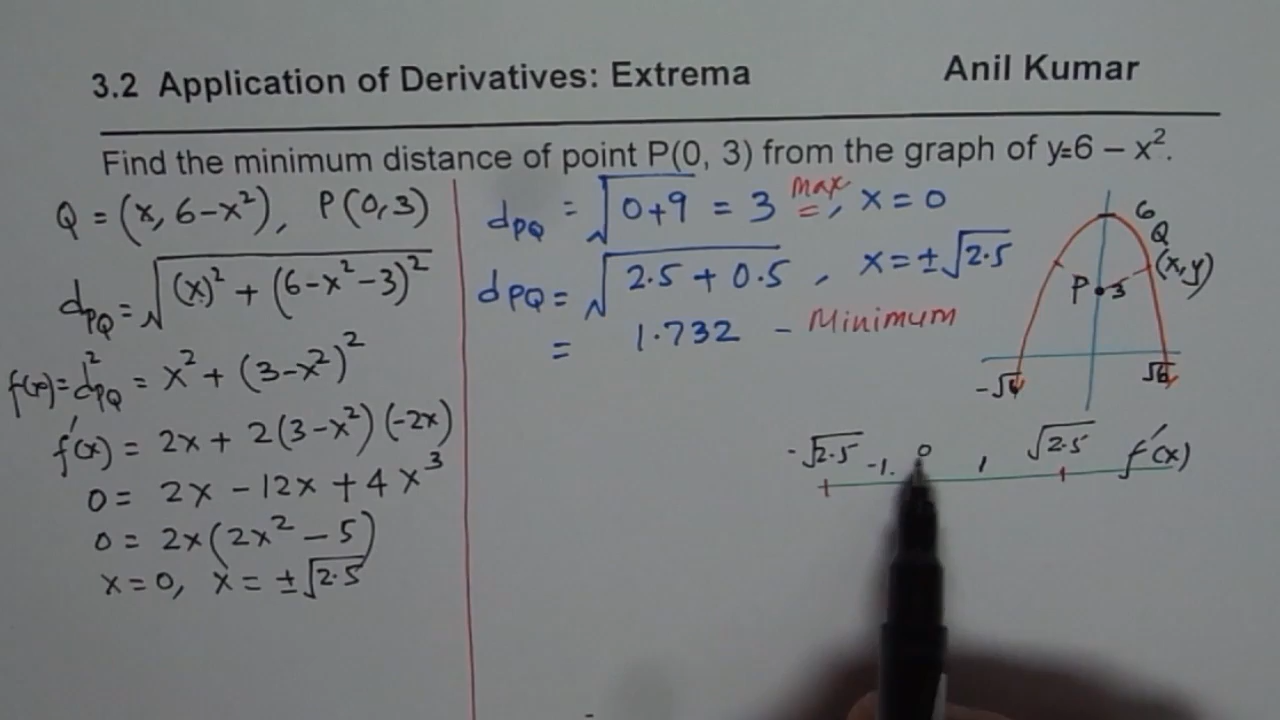 3.2 Application of Derivatives: Extrema Anil Kumar
Find the minimum distance of point P(0, 3) from the graph of y=6 – x².
Q = (x, 6-x²), P(0,3)
dPQ = √((x)² + (6-x²-3)²)
f(x) = d²PQ = x² + (3-x²)²
f'(x) = 2x + 2(3-x²)(-2x)
0 = 2x - 12x + 4x³
0 = 2x(2x² - 5)
x=0, x = ±√2.5
dPQ = √(0+9) = 3 max, x = 0
dPQ = √(2.5 + 0.5), x = ±√2.5
= 1.732 - Minimum
6
Q
(x,y)
P 3
-√6 √6
-√2.5 -1. 0 , 1 √2.5 f'(x)